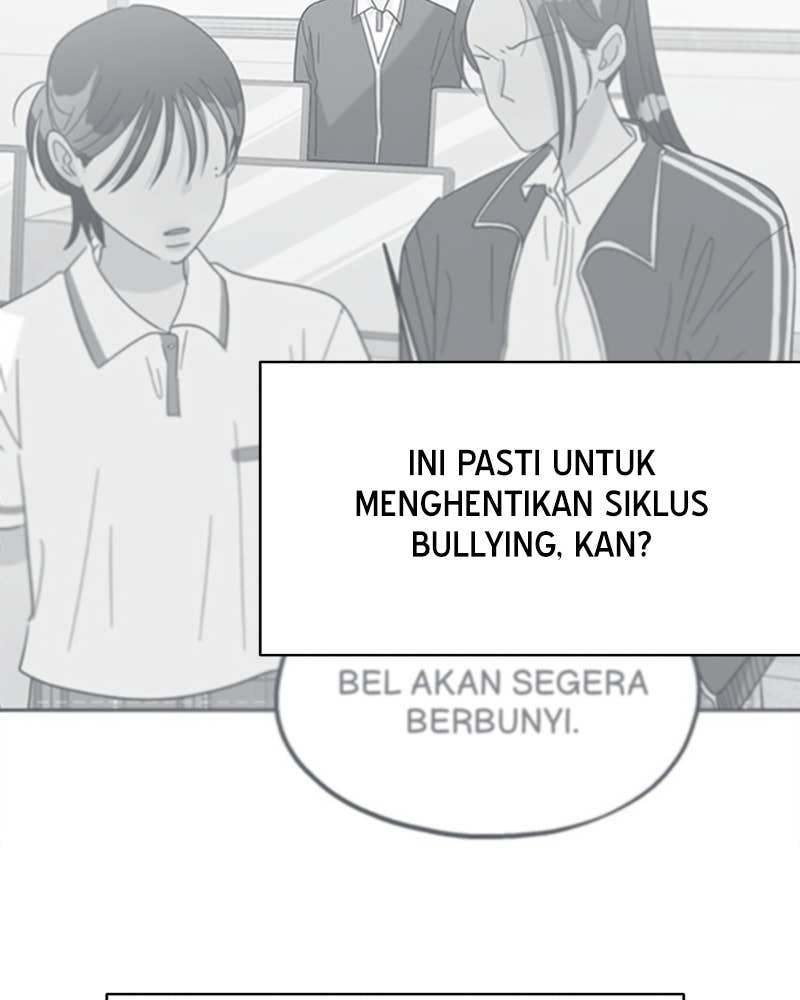 INI PASTI UNTUK
MENGHENTIKAN SIKLUS
BULLYING, KAN?
BEL AKAN SEGERA
BERBUNYI.